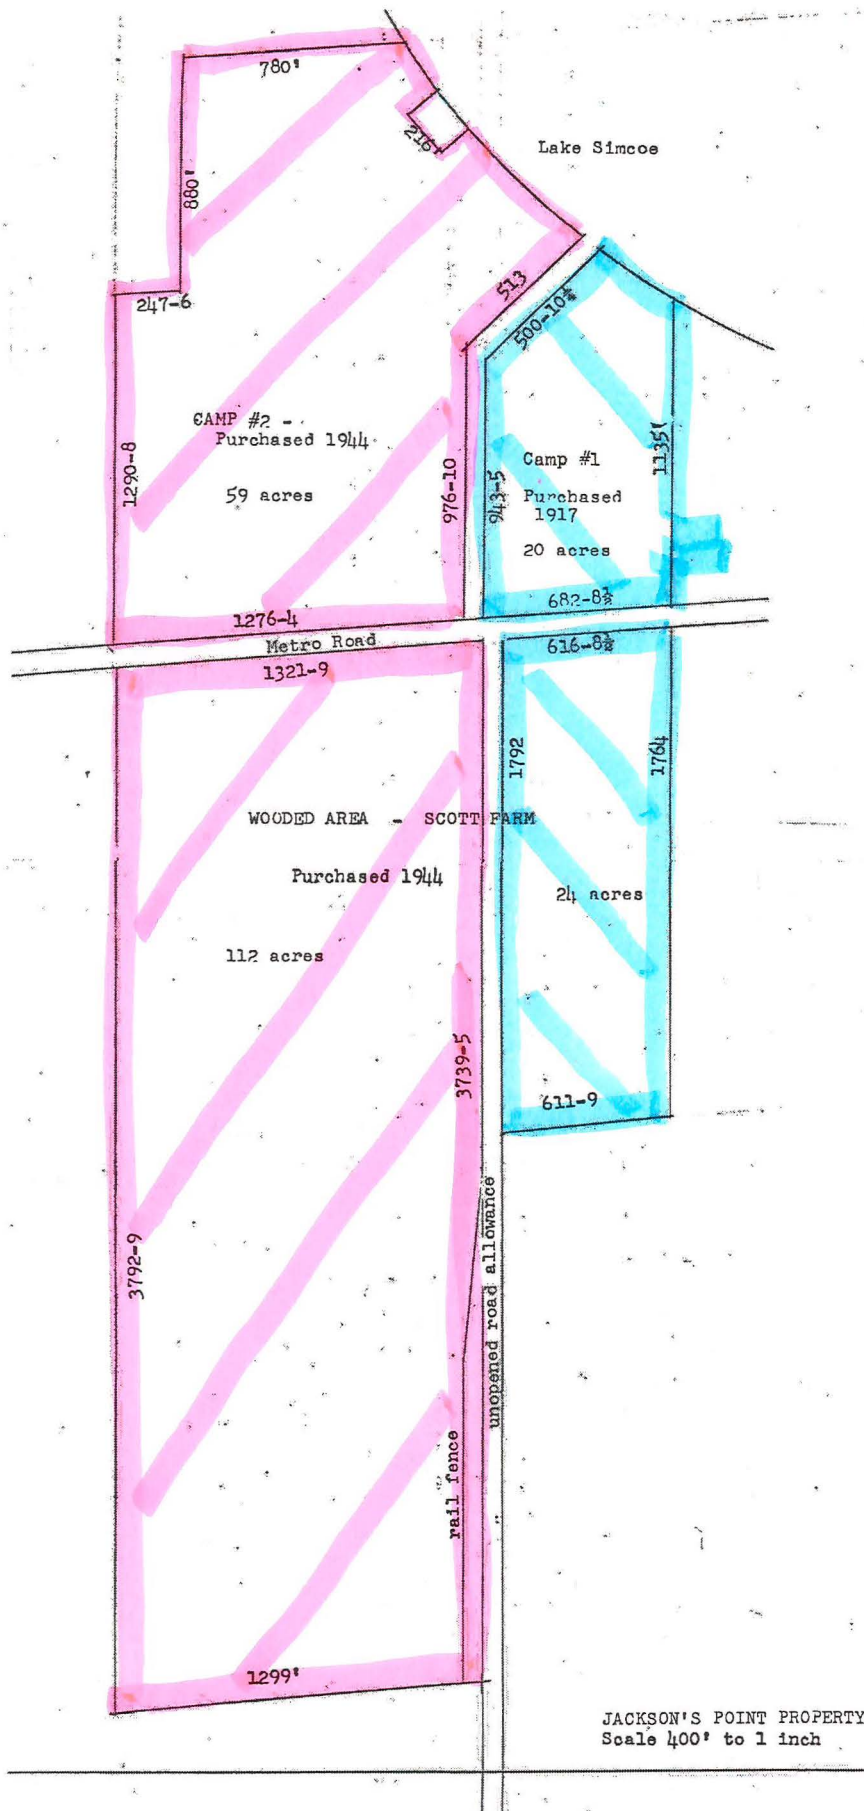 780'
216'
Lake Simcoe
880'
247-6
513
500-10¾
CAMP #2 -
Purchased 1944
59 acres
1290-8
976-10
943-5
Camp #1
Purchased
1917
20 acres
1135'
1276-4
682-8½
Metro Road
1321-9
616-8½
1792
1764
WOODED AREA - SCOTT FARM
Purchased 1944
112 acres
24 acres
3739-5
611-9
3792-9
unopened road allowance
rail fence
1299'
JACKSON'S POINT PROPERTY
Scale 400' to 1 inch